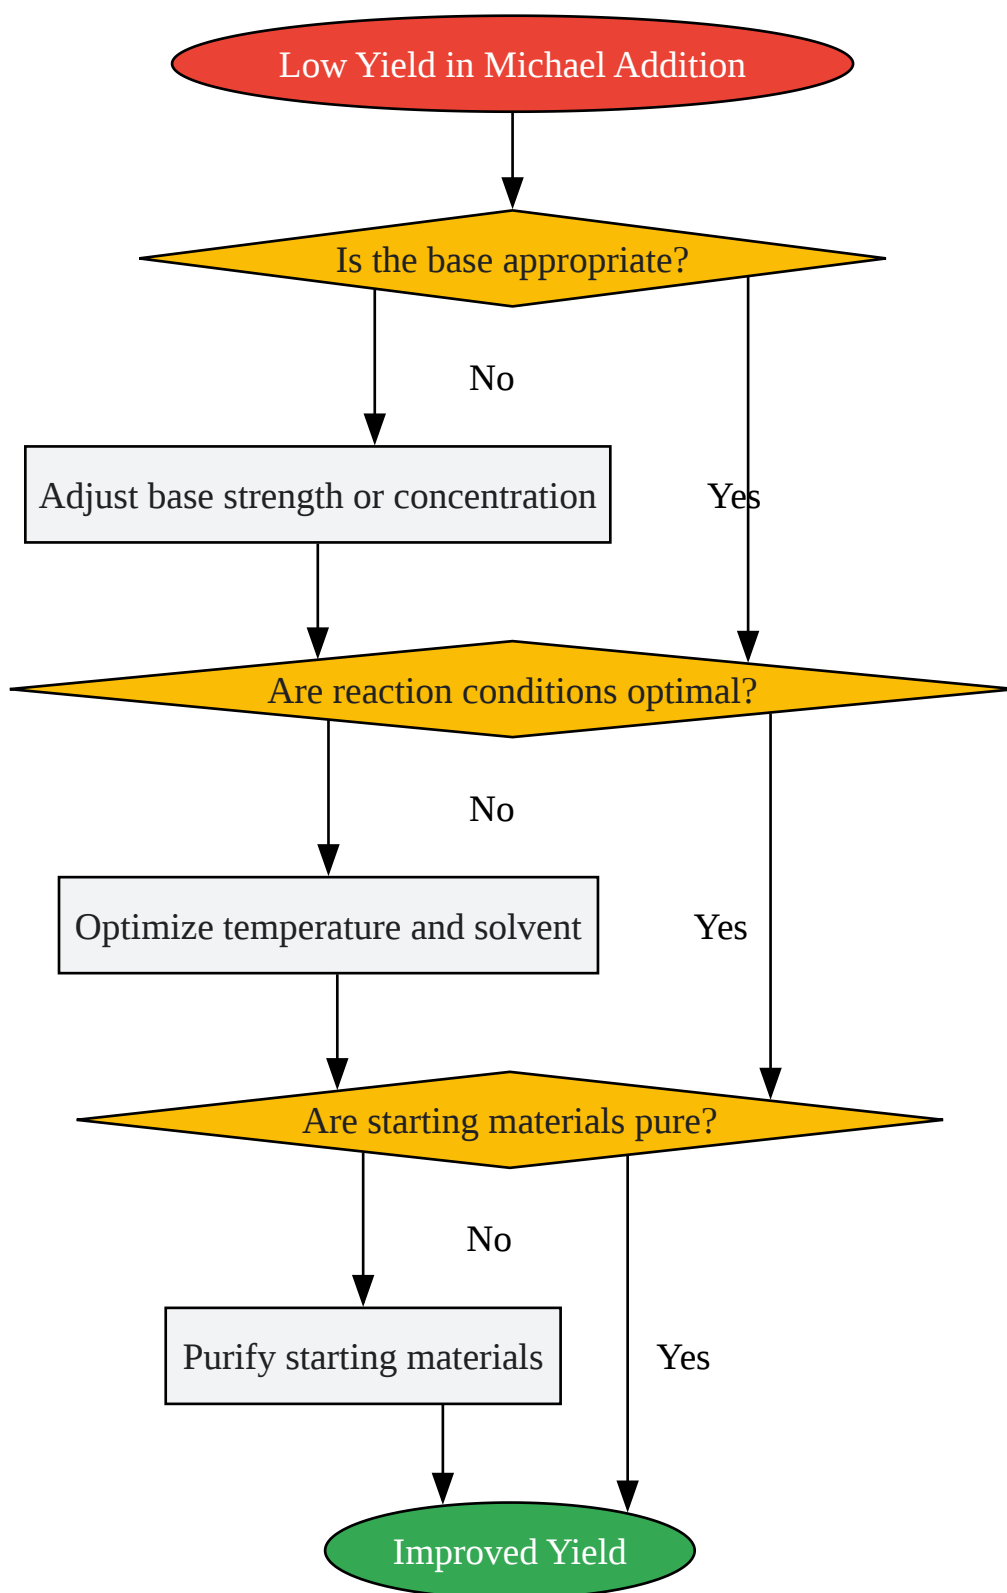 Low Yield in Michael Addition
Is the base appropriate?
No
Adjust base strength or concentration
Yes
Are reaction conditions optimal?
No
Optimize temperature and solvent
Yes
Are starting materials pure?
No
Purify starting materials
Yes
Improved Yield